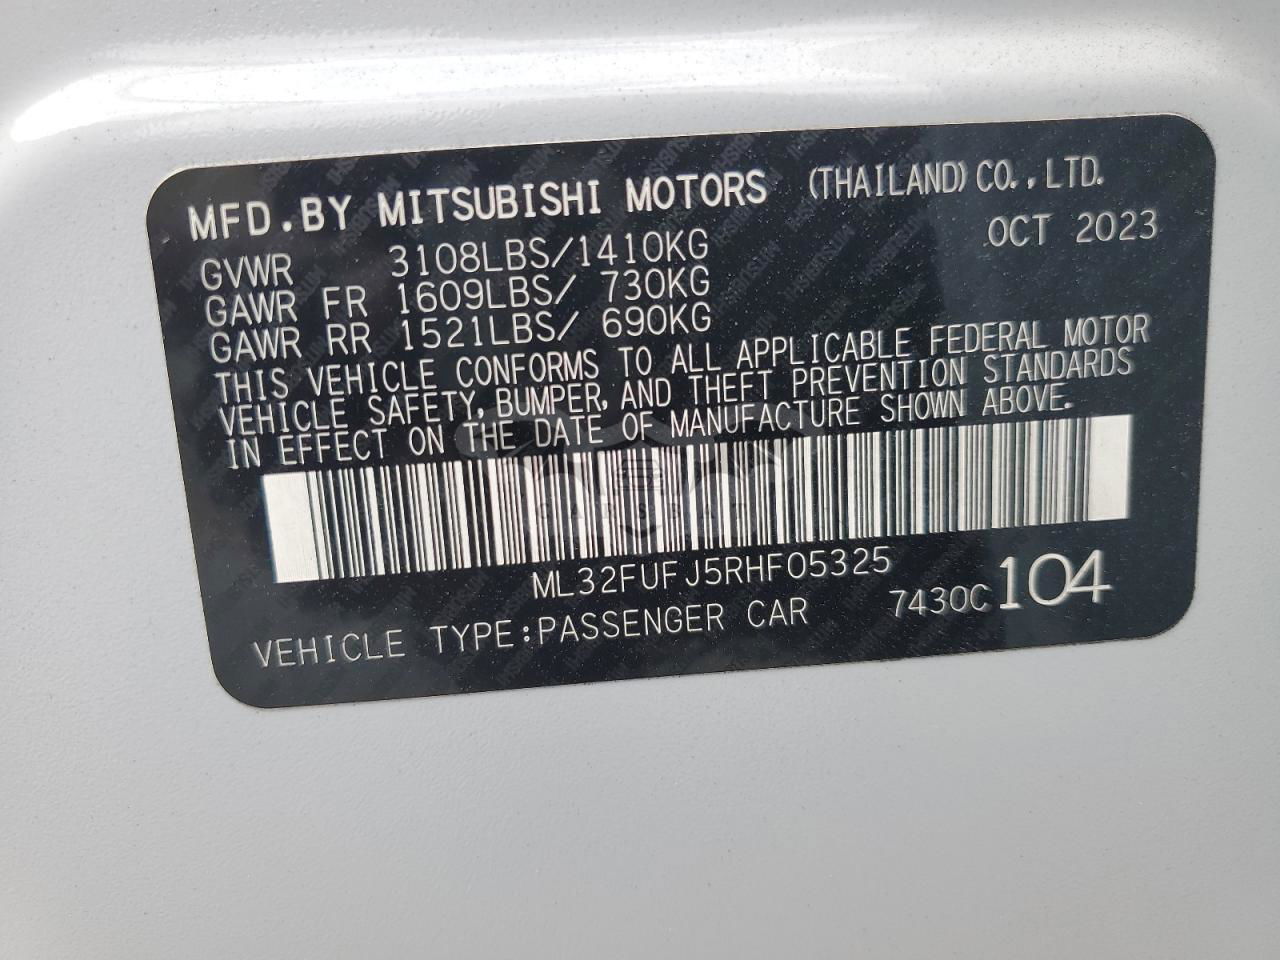 MFD.BY MITSUBISHI MOTORS (THAILAND) CO.,LTD.
OCT 2023
GVWR 3108LBS/1410KG
GAWR FR 1609LBS/ 730KG
GAWR RR 1521LBS/ 690KG
THIS VEHICLE CONFORMS TO ALL APPLICABLE FEDERAL MOTOR
VEHICLE SAFETY, BUMPER, AND THEFT PREVENTION STANDARDS
IN EFFECT ON THE DATE OF MANUFACTURE SHOWN ABOVE.
ML32FUFJ5RHF05325
VEHICLE TYPE:PASSENGER CAR 7430C 104